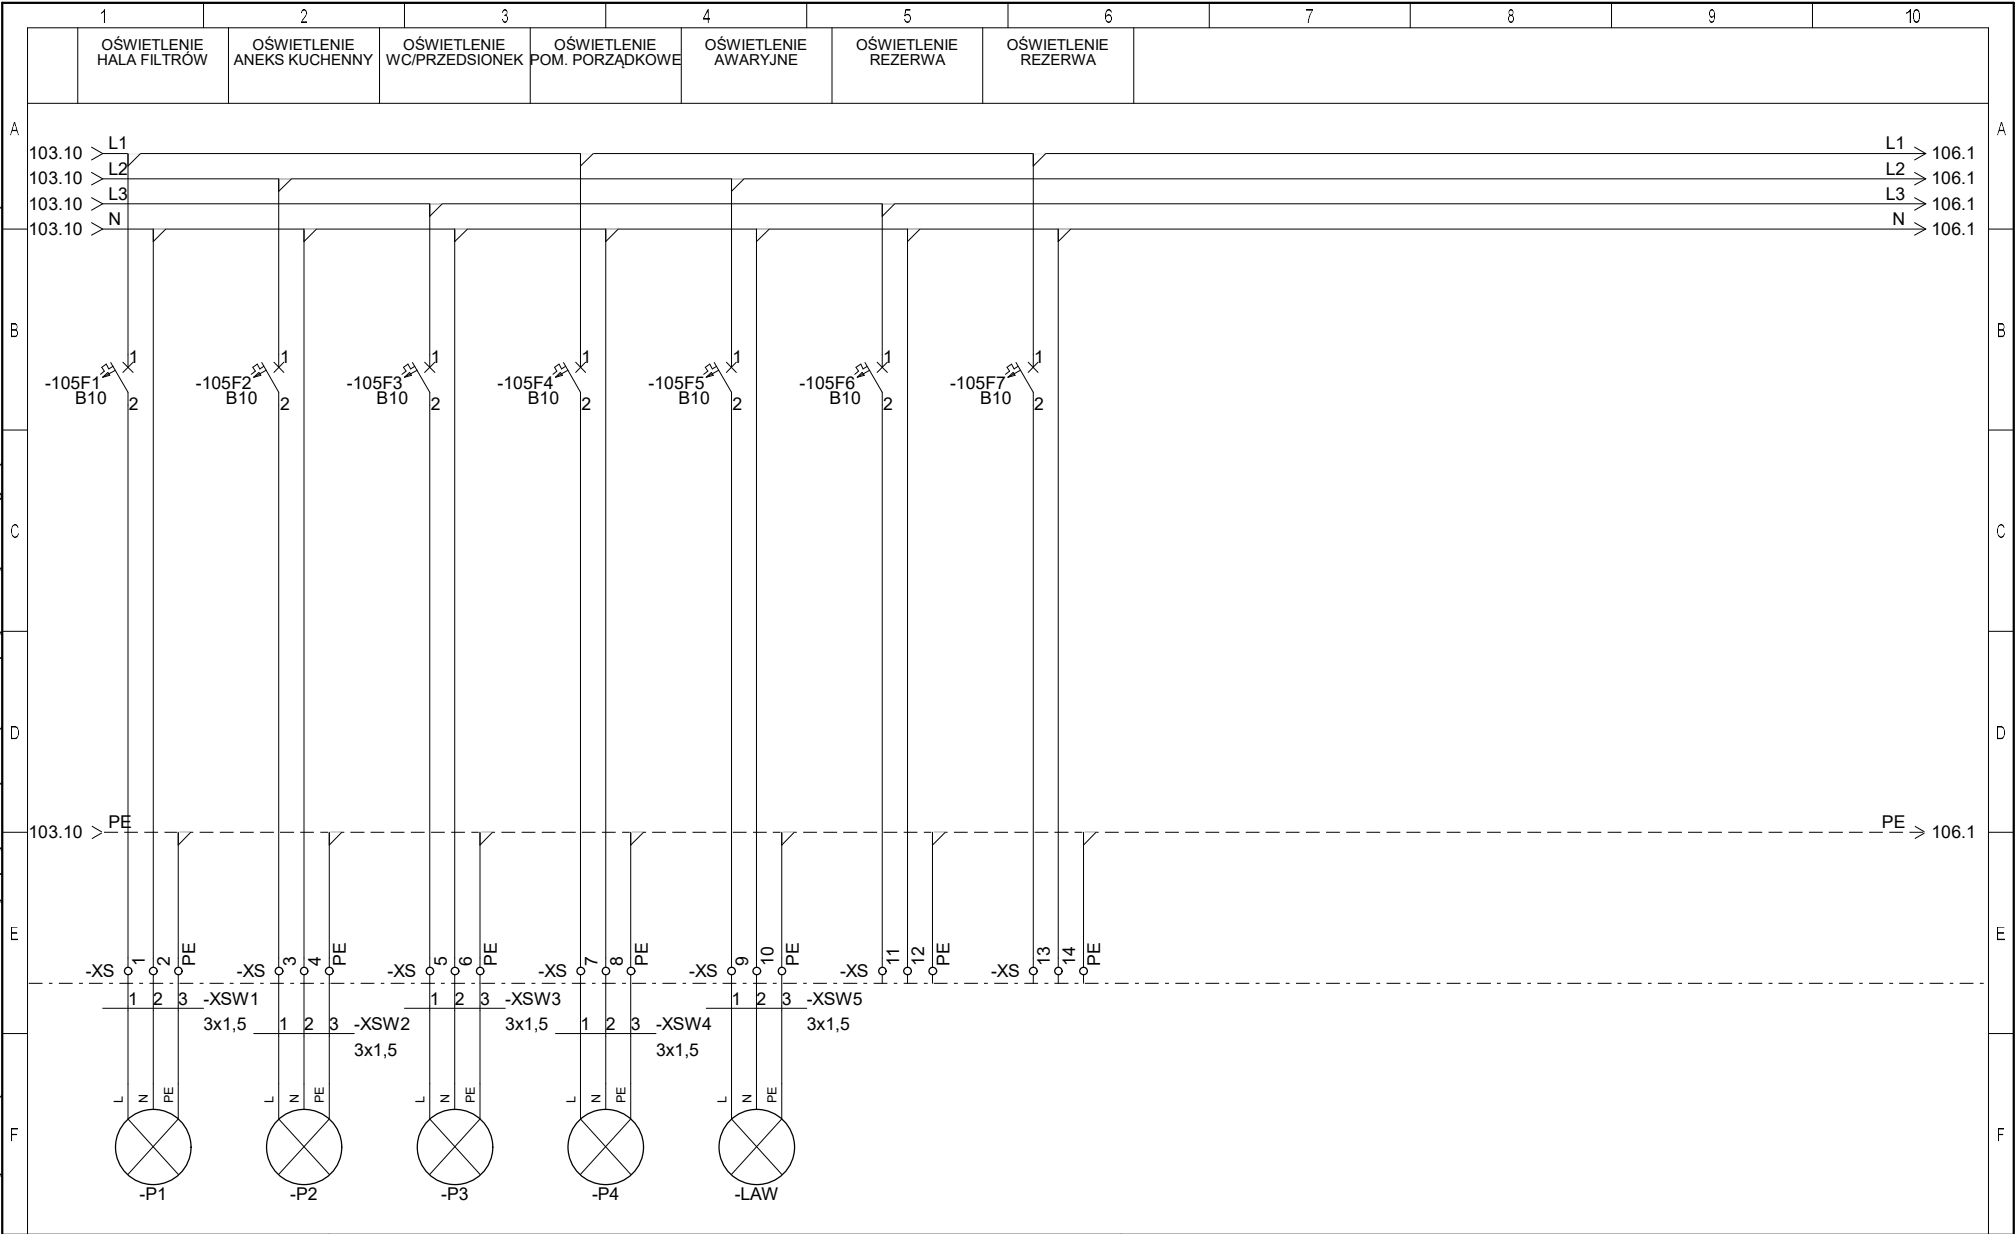 1 2 3 4 5 6 7 8 9 10
OŚWIETLENIE
HALA FILTRÓW
OŚWIETLENIE
ANEKS KUCHENNY
OŚWIETLENIE
WC/PRZEDSIONEK
OŚWIETLENIE
POM. PORZĄDKOWE
OŚWIETLENIE
AWARYJNE
OŚWIETLENIE
REZERWA
OŚWIETLENIE
REZERWA
A A
103.10 L1 L1 106.1
103.10 L2 L2 106.1
103.10 L3 L3 106.1
103.10 N N 106.1
B B
1 1 1 1 1 1 1
-105F1 -105F2 -105F3 -105F4 -105F5 -105F6 -105F7
B10 B10 B10 B10 B10 B10 B10
2 2 2 2 2 2 2
C C
D D
103.10 PE PE 106.1
E E
-XS 1 2 PE -XS 3 4 PE -XS 5 6 PE -XS 7 8 PE -XS 9 10 PE -XS 11 12 PE -XS 13 14 PE
1 2 3 -XSW1 1 2 3 -XSW3 1 2 3 -XSW5
3x1,5 1 2 3 -XSW2 3x1,5 1 2 3 -XSW4 3x1,5
3x1,5 3x1,5
L N PE L N PE L N PE L N PE L N PE
F F
-P1 -P2 -P3 -P4 -LAW